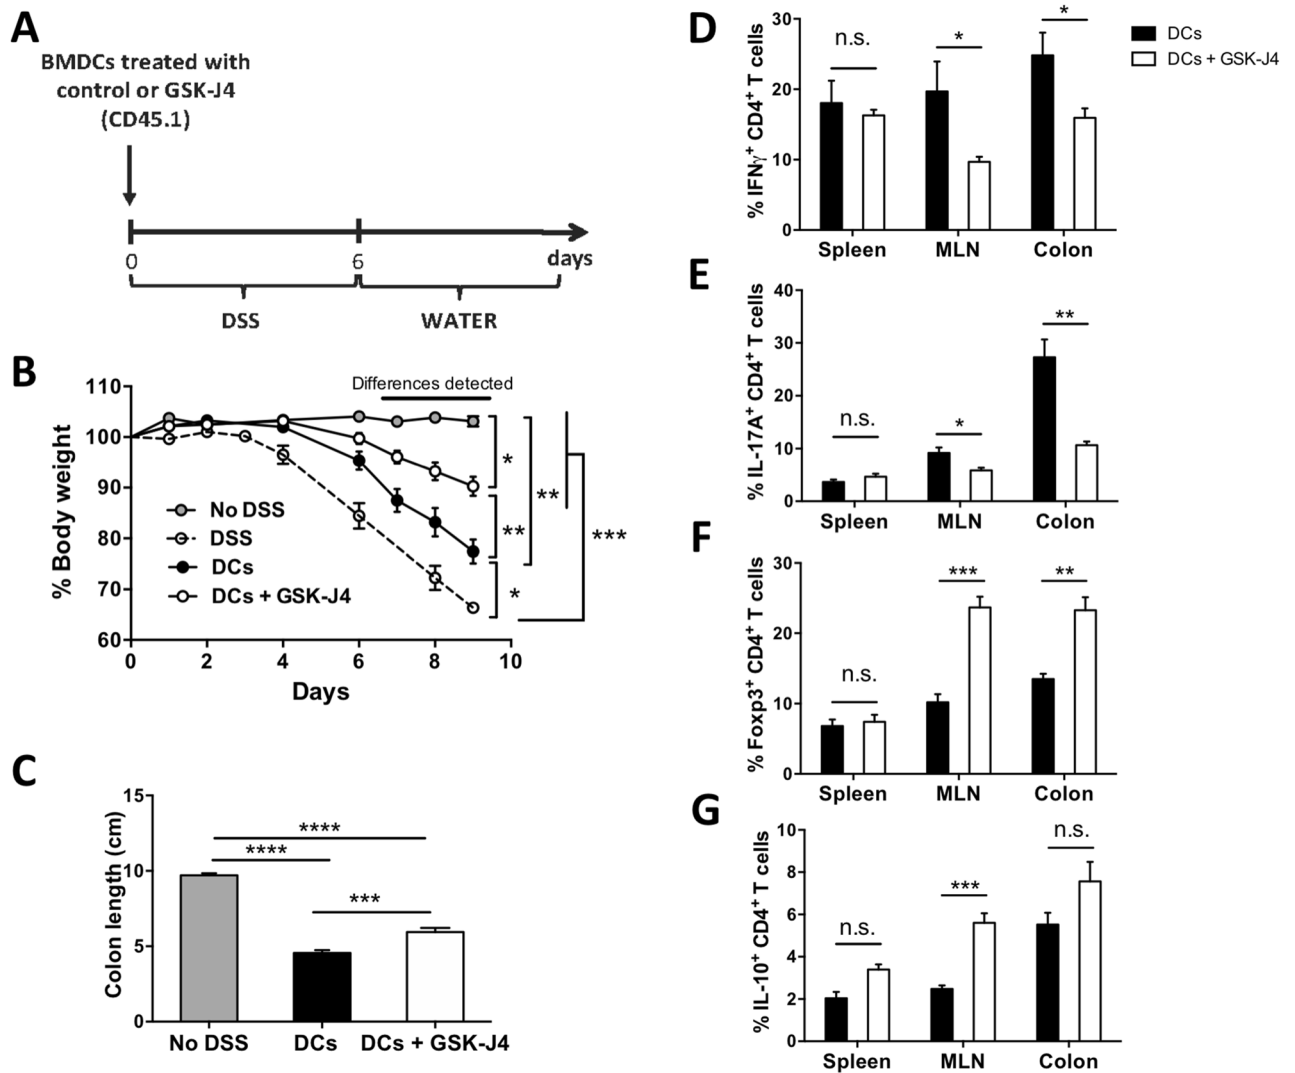 A
BMDCs treated with
control or GSK-J4
(CD45.1)
0
6
days
DSS
WATER
B
Differences detected
% Body weight
110
100
90
80
70
60
No DSS
DSS
DCs
DCs + GSK-J4
*
**
*
**
***
0 2 4 6 8 10
Days
C
Colon length (cm)
15
10
5
0
****
****
***
No DSS DCs DCs + GSK-J4
D
% IFNγ+ CD4+ T cells
30
20
10
0
n.s.
*
*
DCs
DCs + GSK-J4
Spleen MLN Colon
E
% IL-17A+ CD4+ T cells
40
30
20
10
0
n.s.
*
**
Spleen MLN Colon
F
% Foxp3+ CD4+ T cells
30
20
10
0
n.s.
***
**
Spleen MLN Colon
G
% IL-10+ CD4+ T cells
10
8
6
4
2
0
n.s.
***
n.s.
Spleen MLN Colon